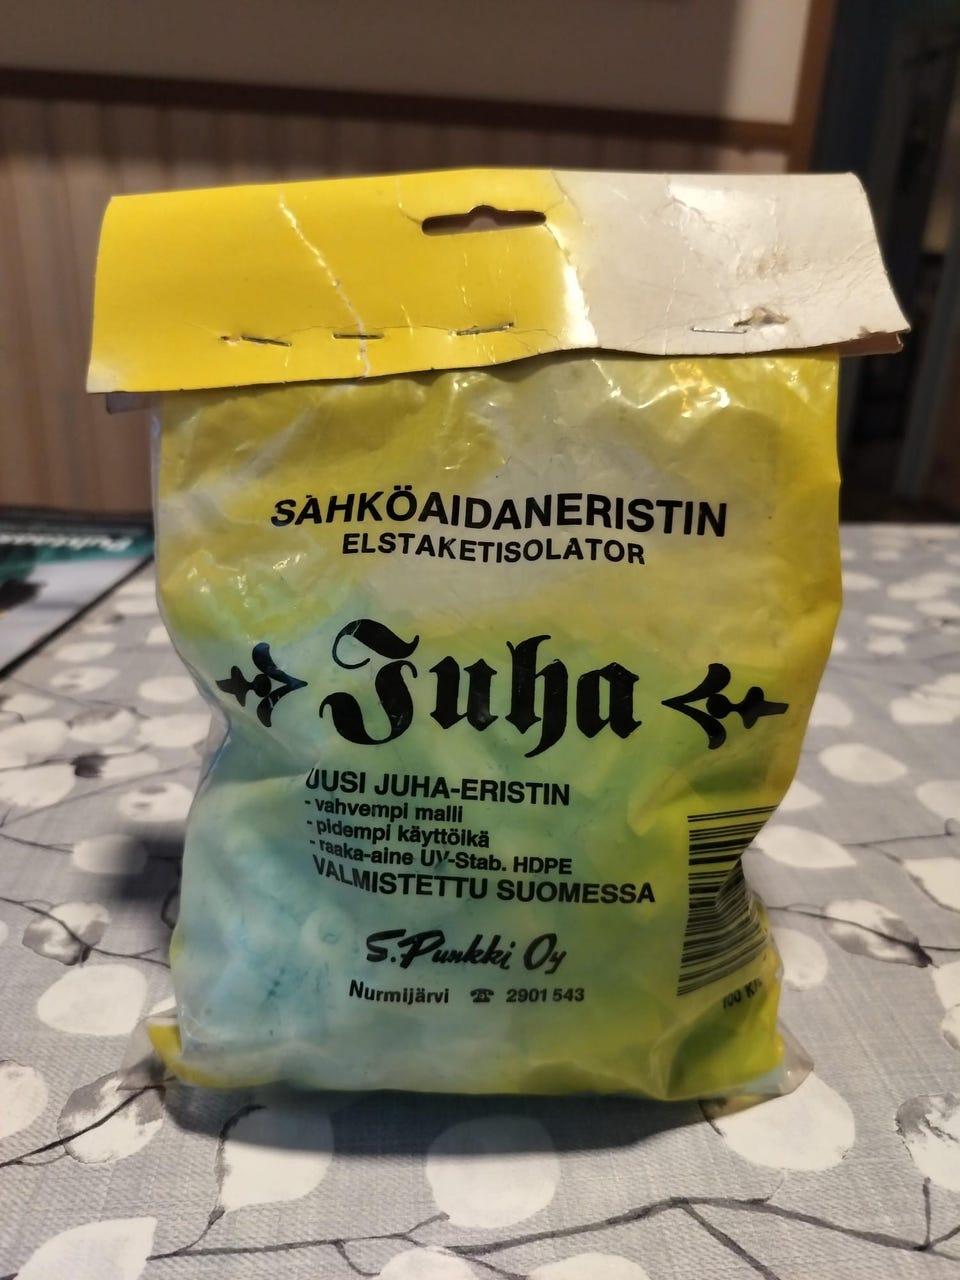 SÄHKÖAIDANERISTIN
ELSTAKETISOLATOR
Juha
UUSI JUHA-ERISTIN
- vahvempi malli
- pidempi käyttöikä
- raaka-aine UV-Stab. HDPE
VALMISTETTU SUOMESSA
S. Punkki Oy
Nurmijärvi ☎ 2901 543
100